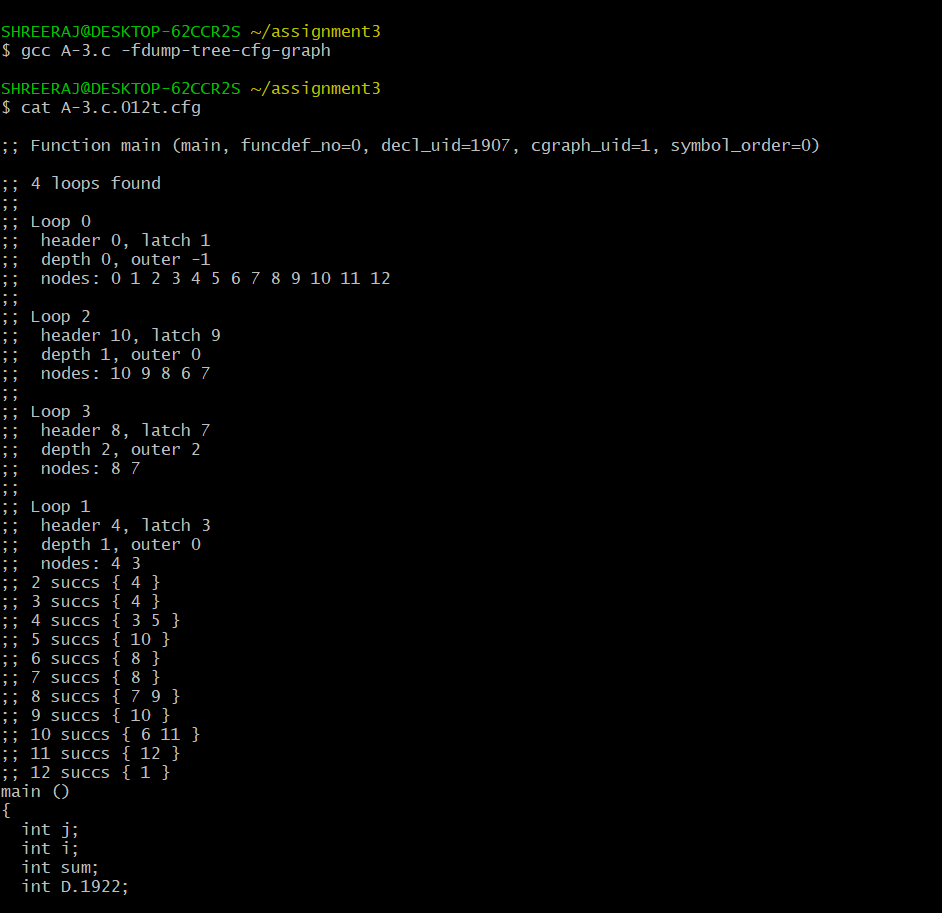 SHREERAJ@DESKTOP-62CCR2S ~/assignment3
$ gcc A-3.c -fdump-tree-cfg-graph
SHREERAJ@DESKTOP-62CCR2S ~/assignment3
$ cat A-3.c.012t.cfg
;; Function main (main, funcdef_no=0, decl_uid=1907, cgraph_uid=1, symbol_order=0)
;; 4 loops found
;;
;; Loop 0
;;  header 0, latch 1
;;  depth 0, outer -1
;;  nodes: 0 1 2 3 4 5 6 7 8 9 10 11 12
;;
;; Loop 2
;;  header 10, latch 9
;;  depth 1, outer 0
;;  nodes: 10 9 8 6 7
;;
;; Loop 3
;;  header 8, latch 7
;;  depth 2, outer 2
;;  nodes: 8 7
;;
;; Loop 1
;;  header 4, latch 3
;;  depth 1, outer 0
;;  nodes: 4 3
;; 2 succs { 4 }
;; 3 succs { 4 }
;; 4 succs { 3 5 }
;; 5 succs { 10 }
;; 6 succs { 8 }
;; 7 succs { 8 }
;; 8 succs { 7 9 }
;; 9 succs { 10 }
;; 10 succs { 6 11 }
;; 11 succs { 12 }
;; 12 succs { 1 }
main ()
{
  int j;
  int i;
  int sum;
  int D.1922;